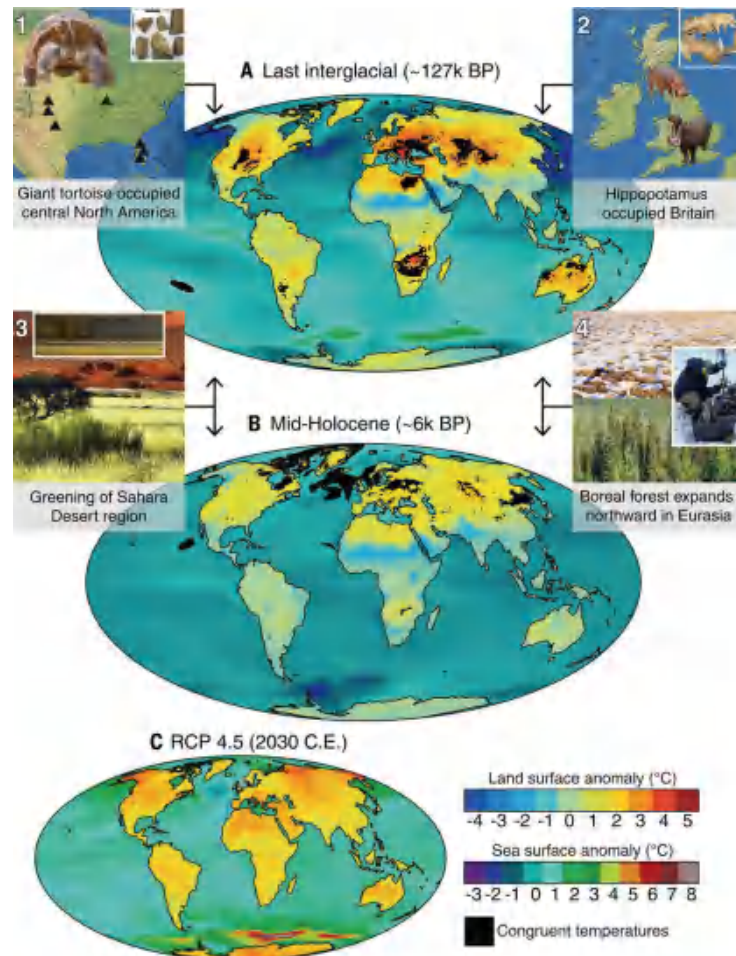 1
2
A Last interglacial (~127k BP)
Giant tortoise occupied
central North America
Hippopotamus
occupied Britain
3
4
B Mid-Holocene (~6k BP)
Greening of Sahara
Desert region
Boreal forest expands
northward in Eurasia
C RCP 4.5 (2030 C.E.)
Land surface anomaly (°C)
-4 -3 -2 -1 0 1 2 3 4 5
Sea surface anomaly (°C)
-3 -2 -1 0 1 2 3 4 5 6 7 8
Congruent temperatures